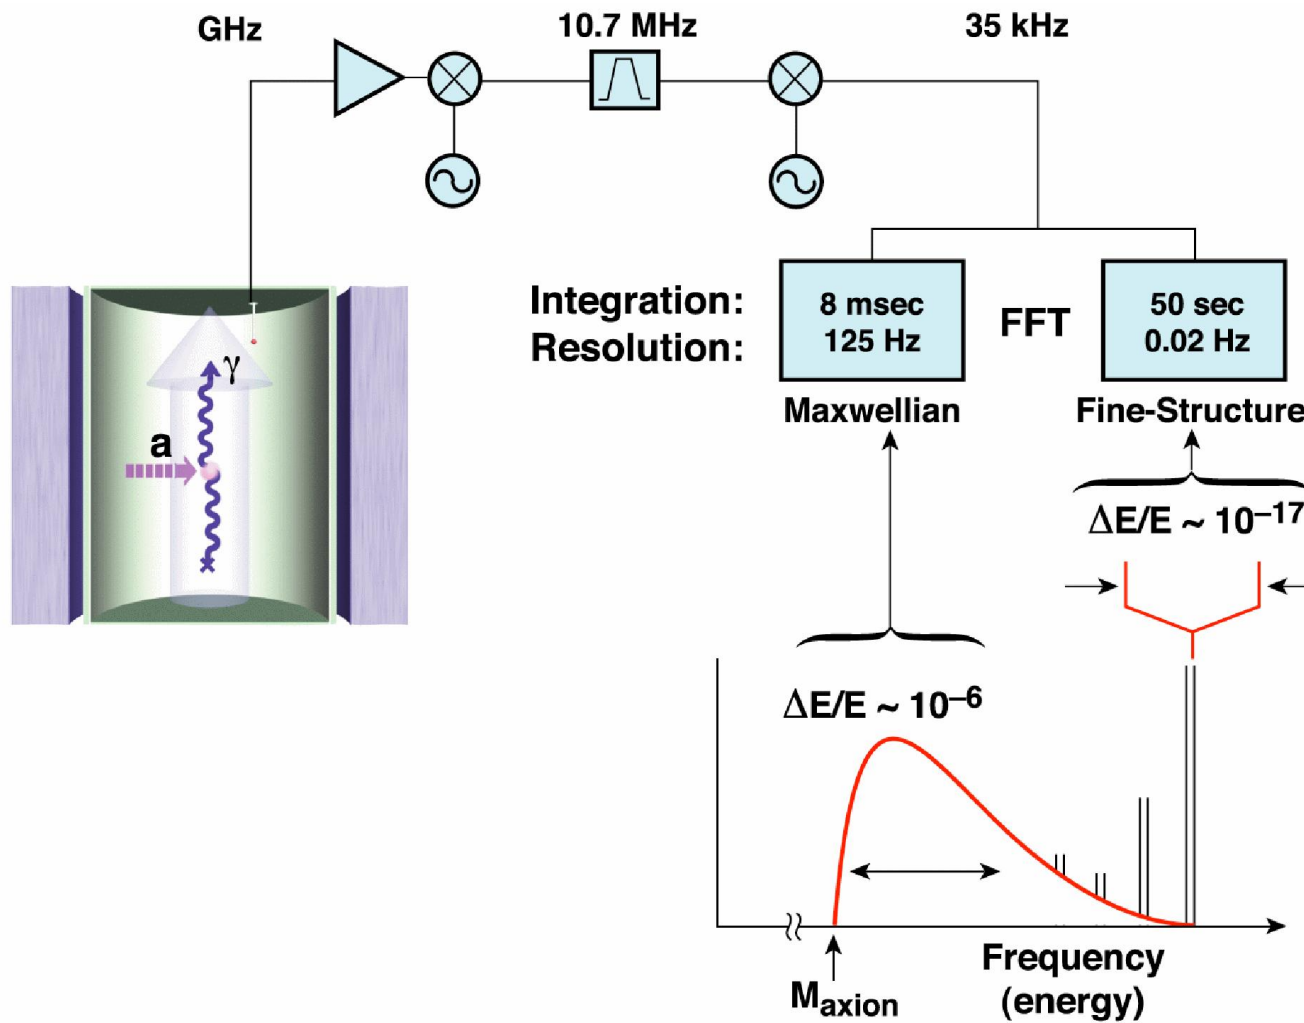 GHz
10.7 MHz
35 kHz
Integration:
Resolution:
8 msec
125 Hz
FFT
50 sec
0.02 Hz
Maxwellian
Fine-Structure
γ
a
ΔE/E ~ 10⁻¹⁷
ΔE/E ~ 10⁻⁶
Maxion
Frequency
(energy)